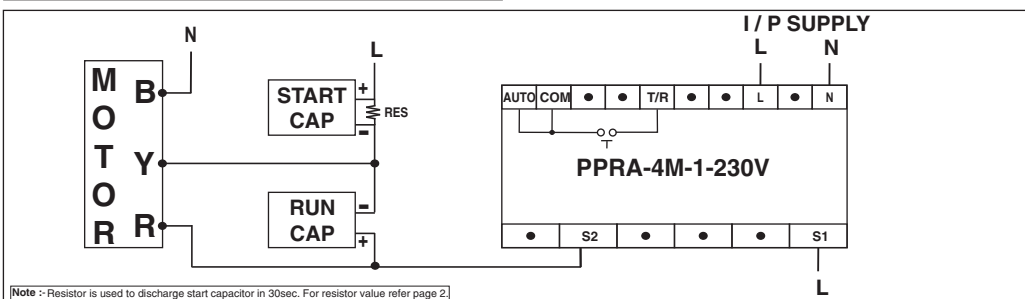 I / P SUPPLY
N
L
L
N
MOTOR
B
Y
R
START
CAP
+
-
RES
RUN
CAP
-
+
AUTO COM • • T/R • • L • N
PPRA-4M-1-230V
• S2 • • • S1
L
Note :- Resistor is used to discharge start capacitor in 30sec. For resistor value refer page 2.